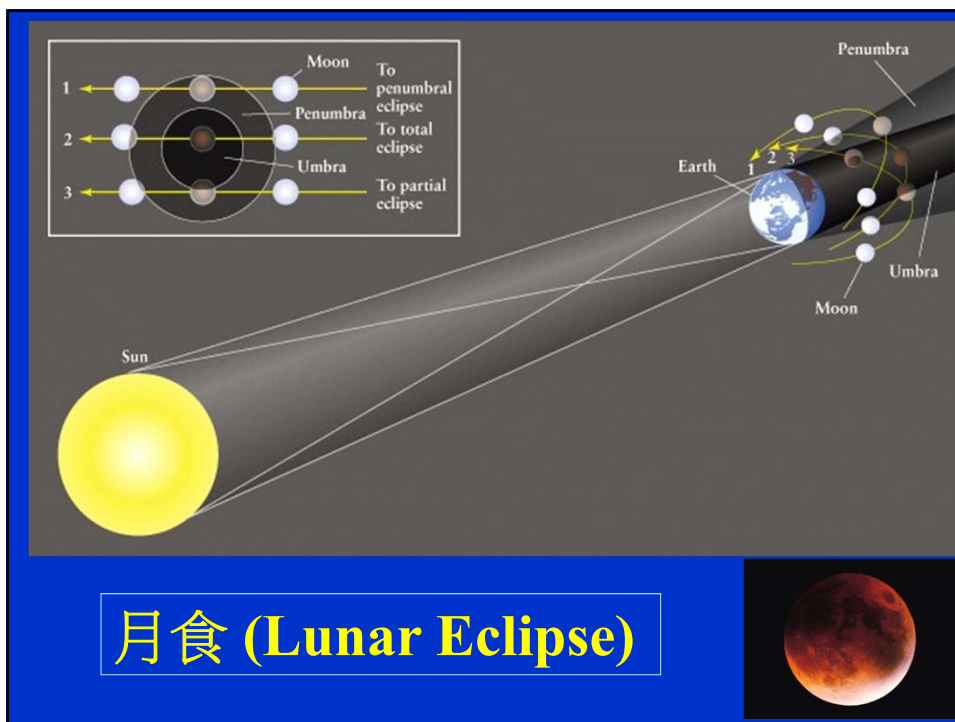 Moon
1
To
penumbral
eclipse
Penumbra
2
To total
eclipse
Umbra
3
To partial
eclipse
Penumbra
Earth
1 2 3
Umbra
Moon
Sun
月食 (Lunar Eclipse)